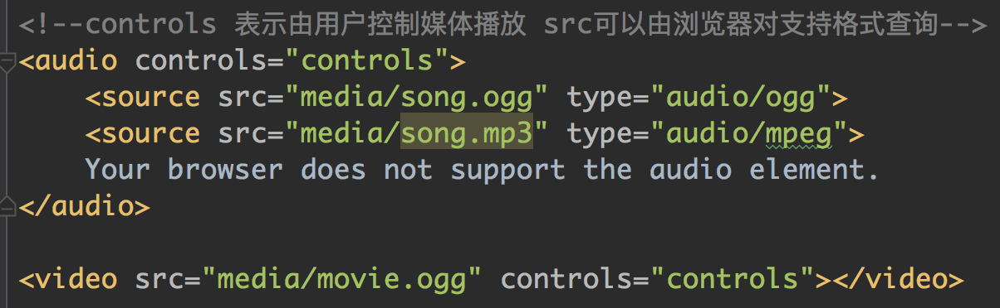 <!--controls 表示由用户控制媒体播放 src可以由浏览器对支持格式查询-->
<audio controls="controls">
    <source src="media/song.ogg" type="audio/ogg">
    <source src="media/song.mp3" type="audio/mpeg">
    Your browser does not support the audio element.
</audio>
<video src="media/movie.ogg" controls="controls"></video>